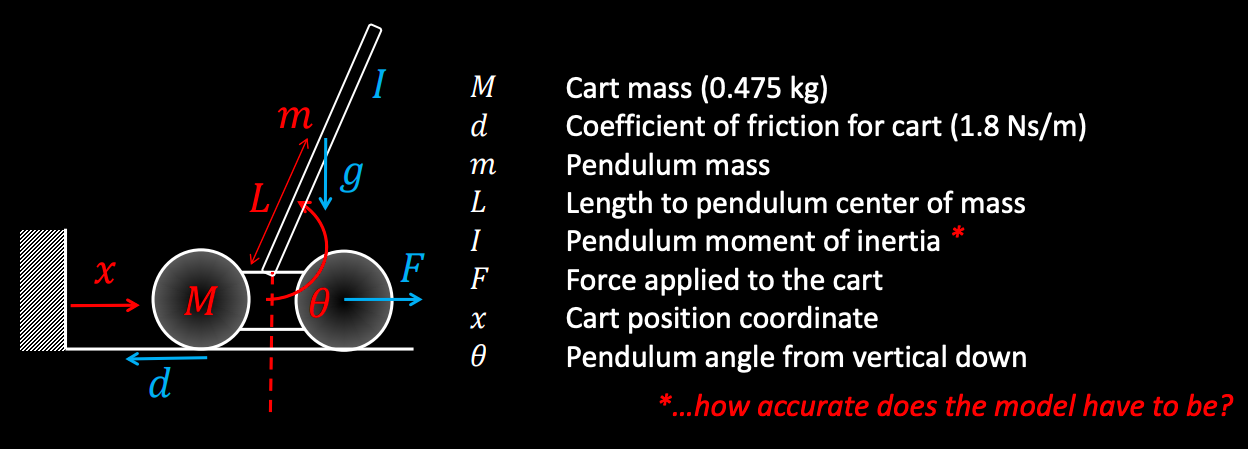 I
m
g
L
x
F
M
θ
d
M Cart mass (0.475 kg)
d Coefficient of friction for cart (1.8 Ns/m)
m Pendulum mass
L Length to pendulum center of mass
I Pendulum moment of inertia *
F Force applied to the cart
x Cart position coordinate
θ Pendulum angle from vertical down
*...how accurate does the model have to be?